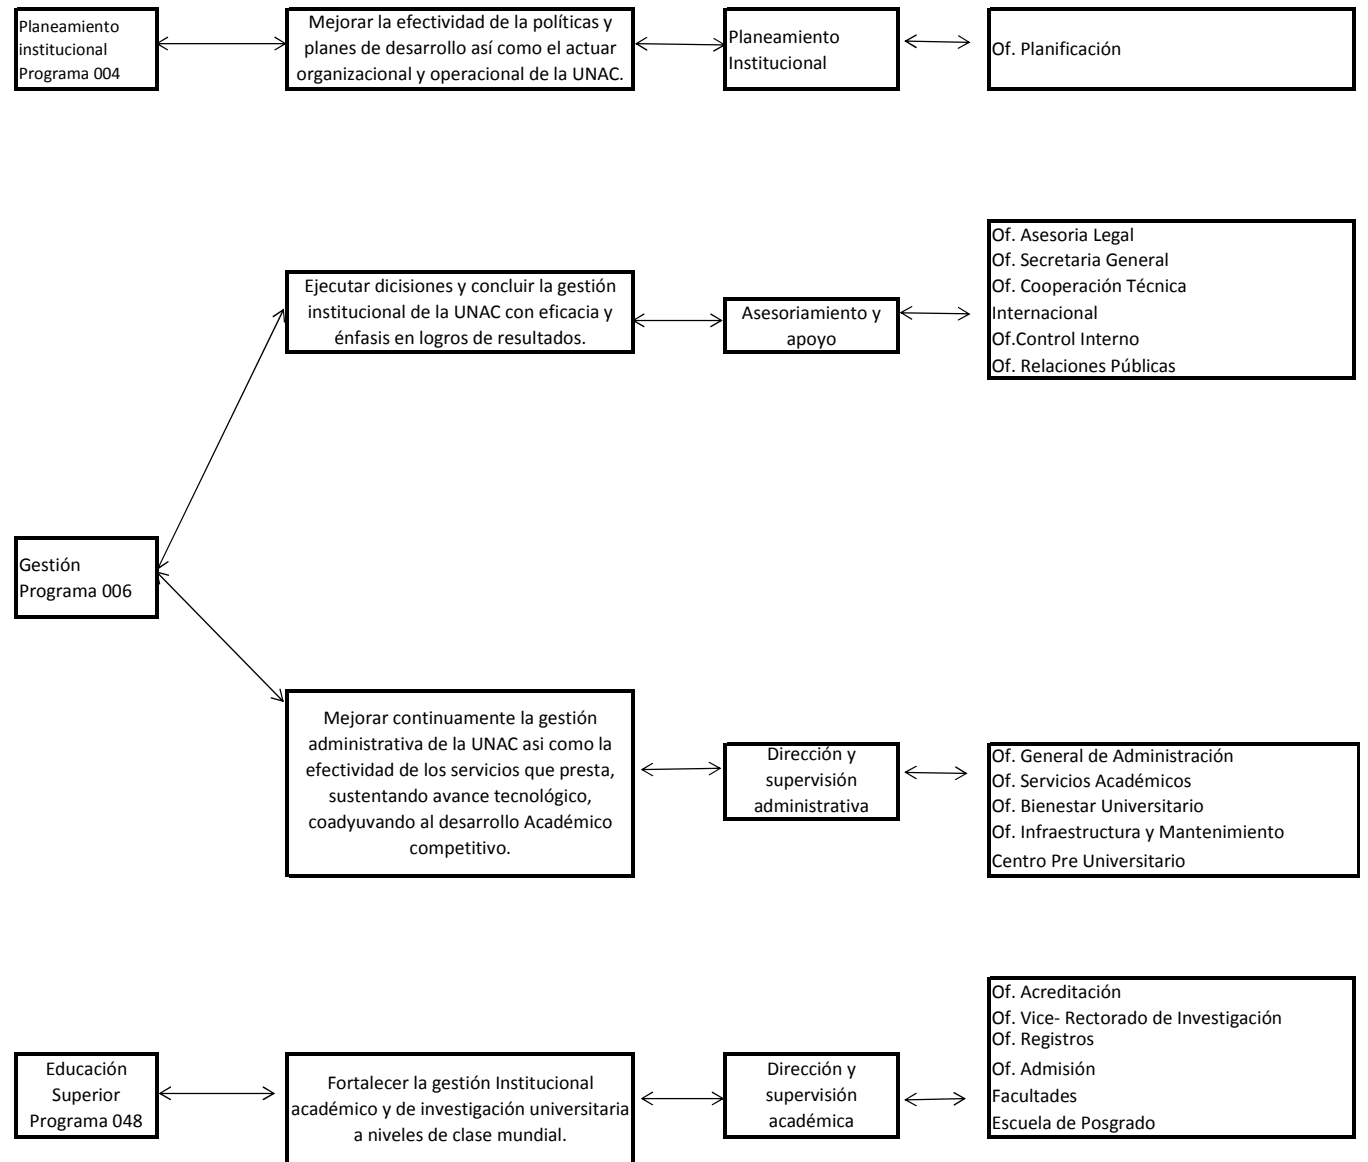 Planeamiento
institucional
Programa 004
Mejorar la efectividad de la políticas y
planes de desarrollo así como el actuar
organizacional y operacional de la UNAC.
Planeamiento
Institucional
Of. Planificación
Ejecutar dicisiones y concluir la gestión
institucional de la UNAC con eficacia y
énfasis en logros de resultados.
Asesoriamiento y
apoyo
Of. Asesoria Legal
Of. Secretaria General
Of. Cooperación Técnica
Internacional
Of.Control Interno
Of. Relaciones Públicas
Gestión
Programa 006
Mejorar continuamente la gestión
administrativa de la UNAC asi como la
efectividad de los servicios que presta,
sustentando avance tecnológico,
coadyuvando al desarrollo Académico
competitivo.
Dirección y
supervisión
administrativa
Of. General de Administración
Of. Servicios Académicos
Of. Bienestar Universitario
Of. Infraestructura y Mantenimiento
Centro Pre Universitario
Educación
Superior
Programa 048
Fortalecer la gestión Institucional
académico y de investigación universitaria
a niveles de clase mundial.
Dirección y
supervisión
académica
Of. Acreditación
Of. Vice- Rectorado de Investigación
Of. Registros
Of. Admisión
Facultades
Escuela de Posgrado